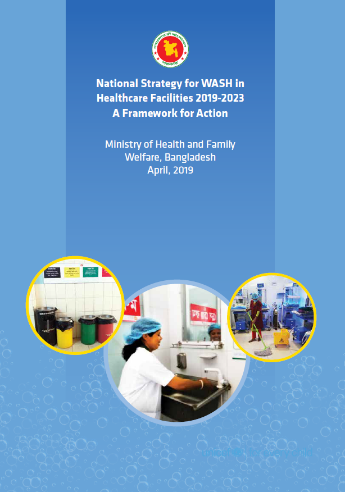 National Strategy for WASH in
Healthcare Facilities 2019-2023
A Framework for Action
Ministry of Health and Family
Welfare, Bangladesh
April, 2019